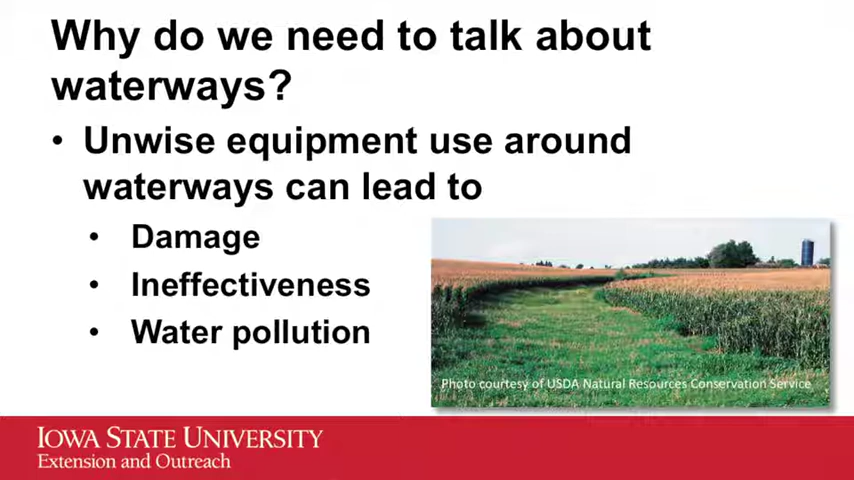 Why do we need to talk about
waterways?
• Unwise equipment use around
waterways can lead to
• Damage
• Ineffectiveness
• Water pollution
Photo courtesy of USDA Natural Resources Conservation Service
IOWA STATE UNIVERSITY
Extension and Outreach